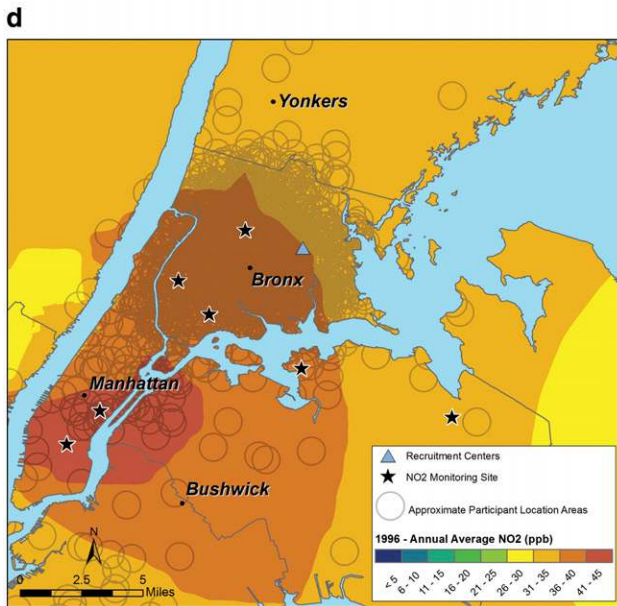 d
Yonkers
Bronx
Manhattan
Bushwick
N
0 2.5 5
Miles
Recruitment Centers
NO2 Monitoring Site
Approximate Participant Location Areas
1996 - Annual Average NO2 (ppb)
< 5
6 - 10
11 - 15
16 - 20
21 - 25
26 - 30
31 - 35
36 - 40
41 - 45